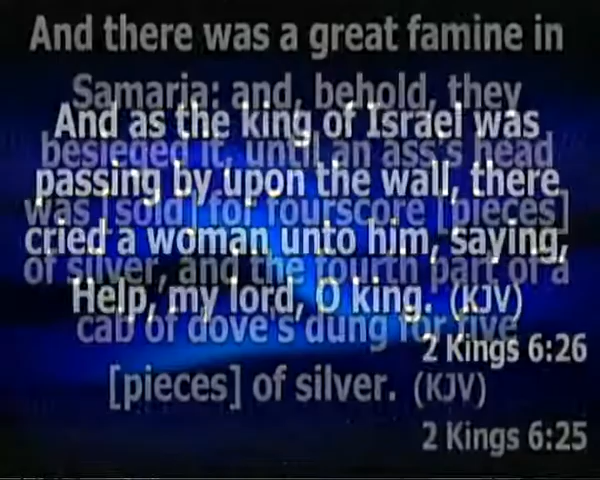 And there was a great famine in
Samaria: and, behold, they
And as the king of Israel was
besieged it, until an ass's head
passing by upon the wall, there
was [sold] for fourscore [pieces]
cried a woman unto him, saying,
of silver, and the fourth part of a
Help, my lord, O king. (KJV)
cab of dove's dung for five
2 Kings 6:26
[pieces] of silver. (KJV)
2 Kings 6:25